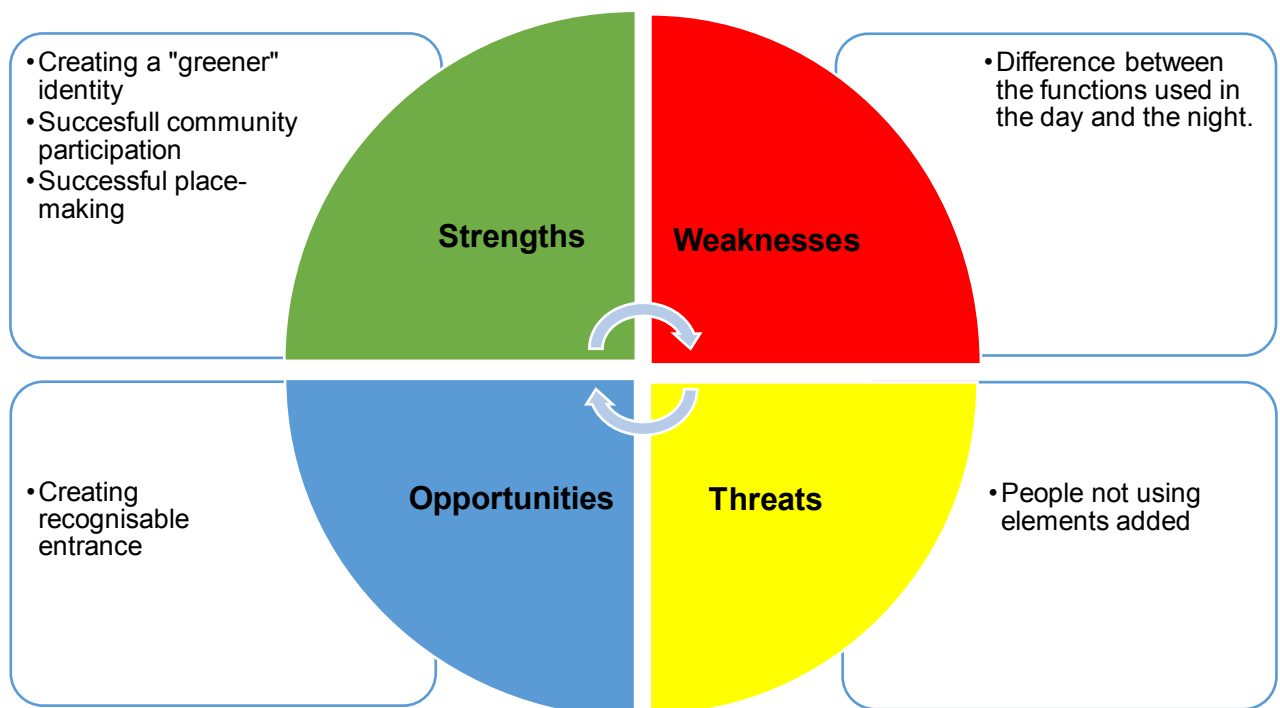 •Creating a "greener"
identity
•Succesfull community
participation
•Successful place-
making
Strengths
Weaknesses
•Difference between
the functions used in
the day and the night.
•Creating
recognisable
entrance
Opportunities
Threats
•People not using
elements added